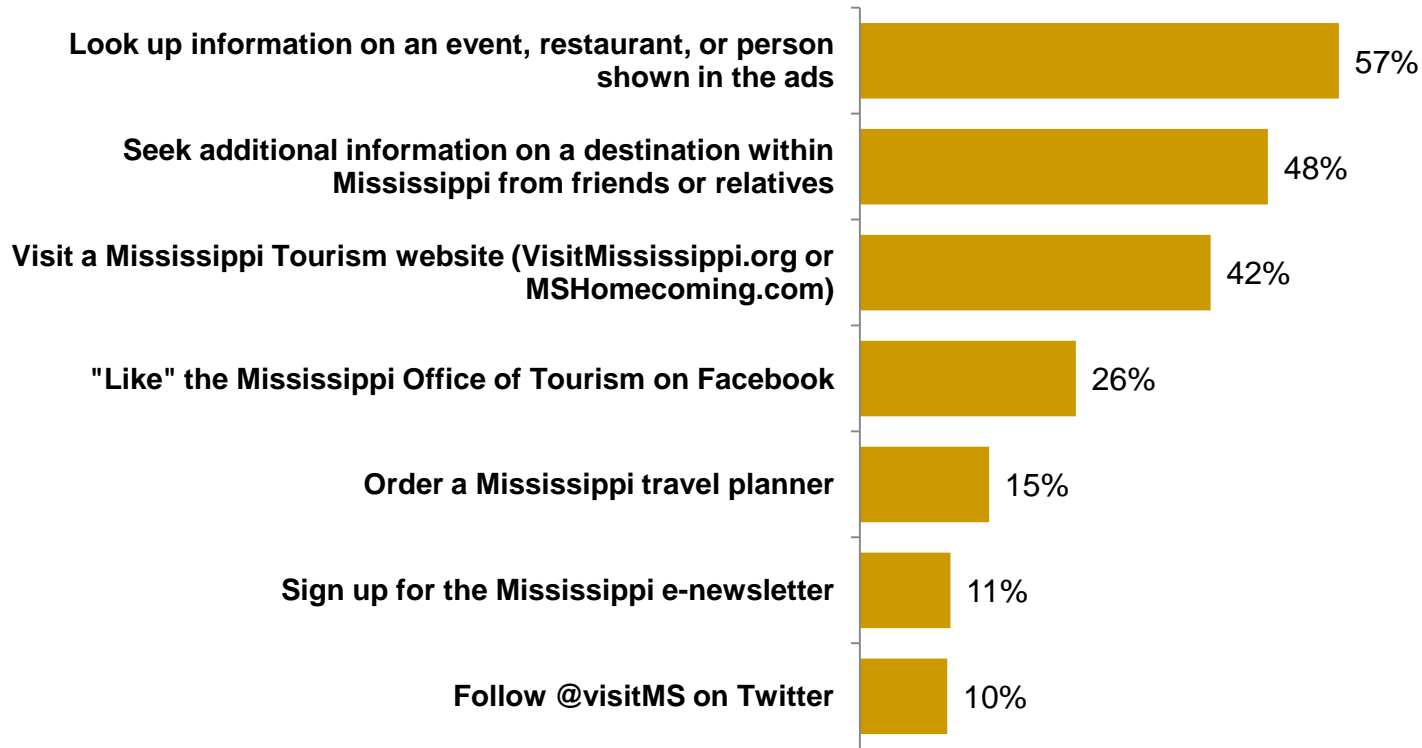 Look up information on an event, restaurant, or person
shown in the ads
57%
Seek additional information on a destination within
Mississippi from friends or relatives
48%
Visit a Mississippi Tourism website (VisitMississippi.org or
MSHomecoming.com)
42%
"Like" the Mississippi Office of Tourism on Facebook
26%
Order a Mississippi travel planner
15%
Sign up for the Mississippi e-newsletter
11%
Follow @visitMS on Twitter
10%